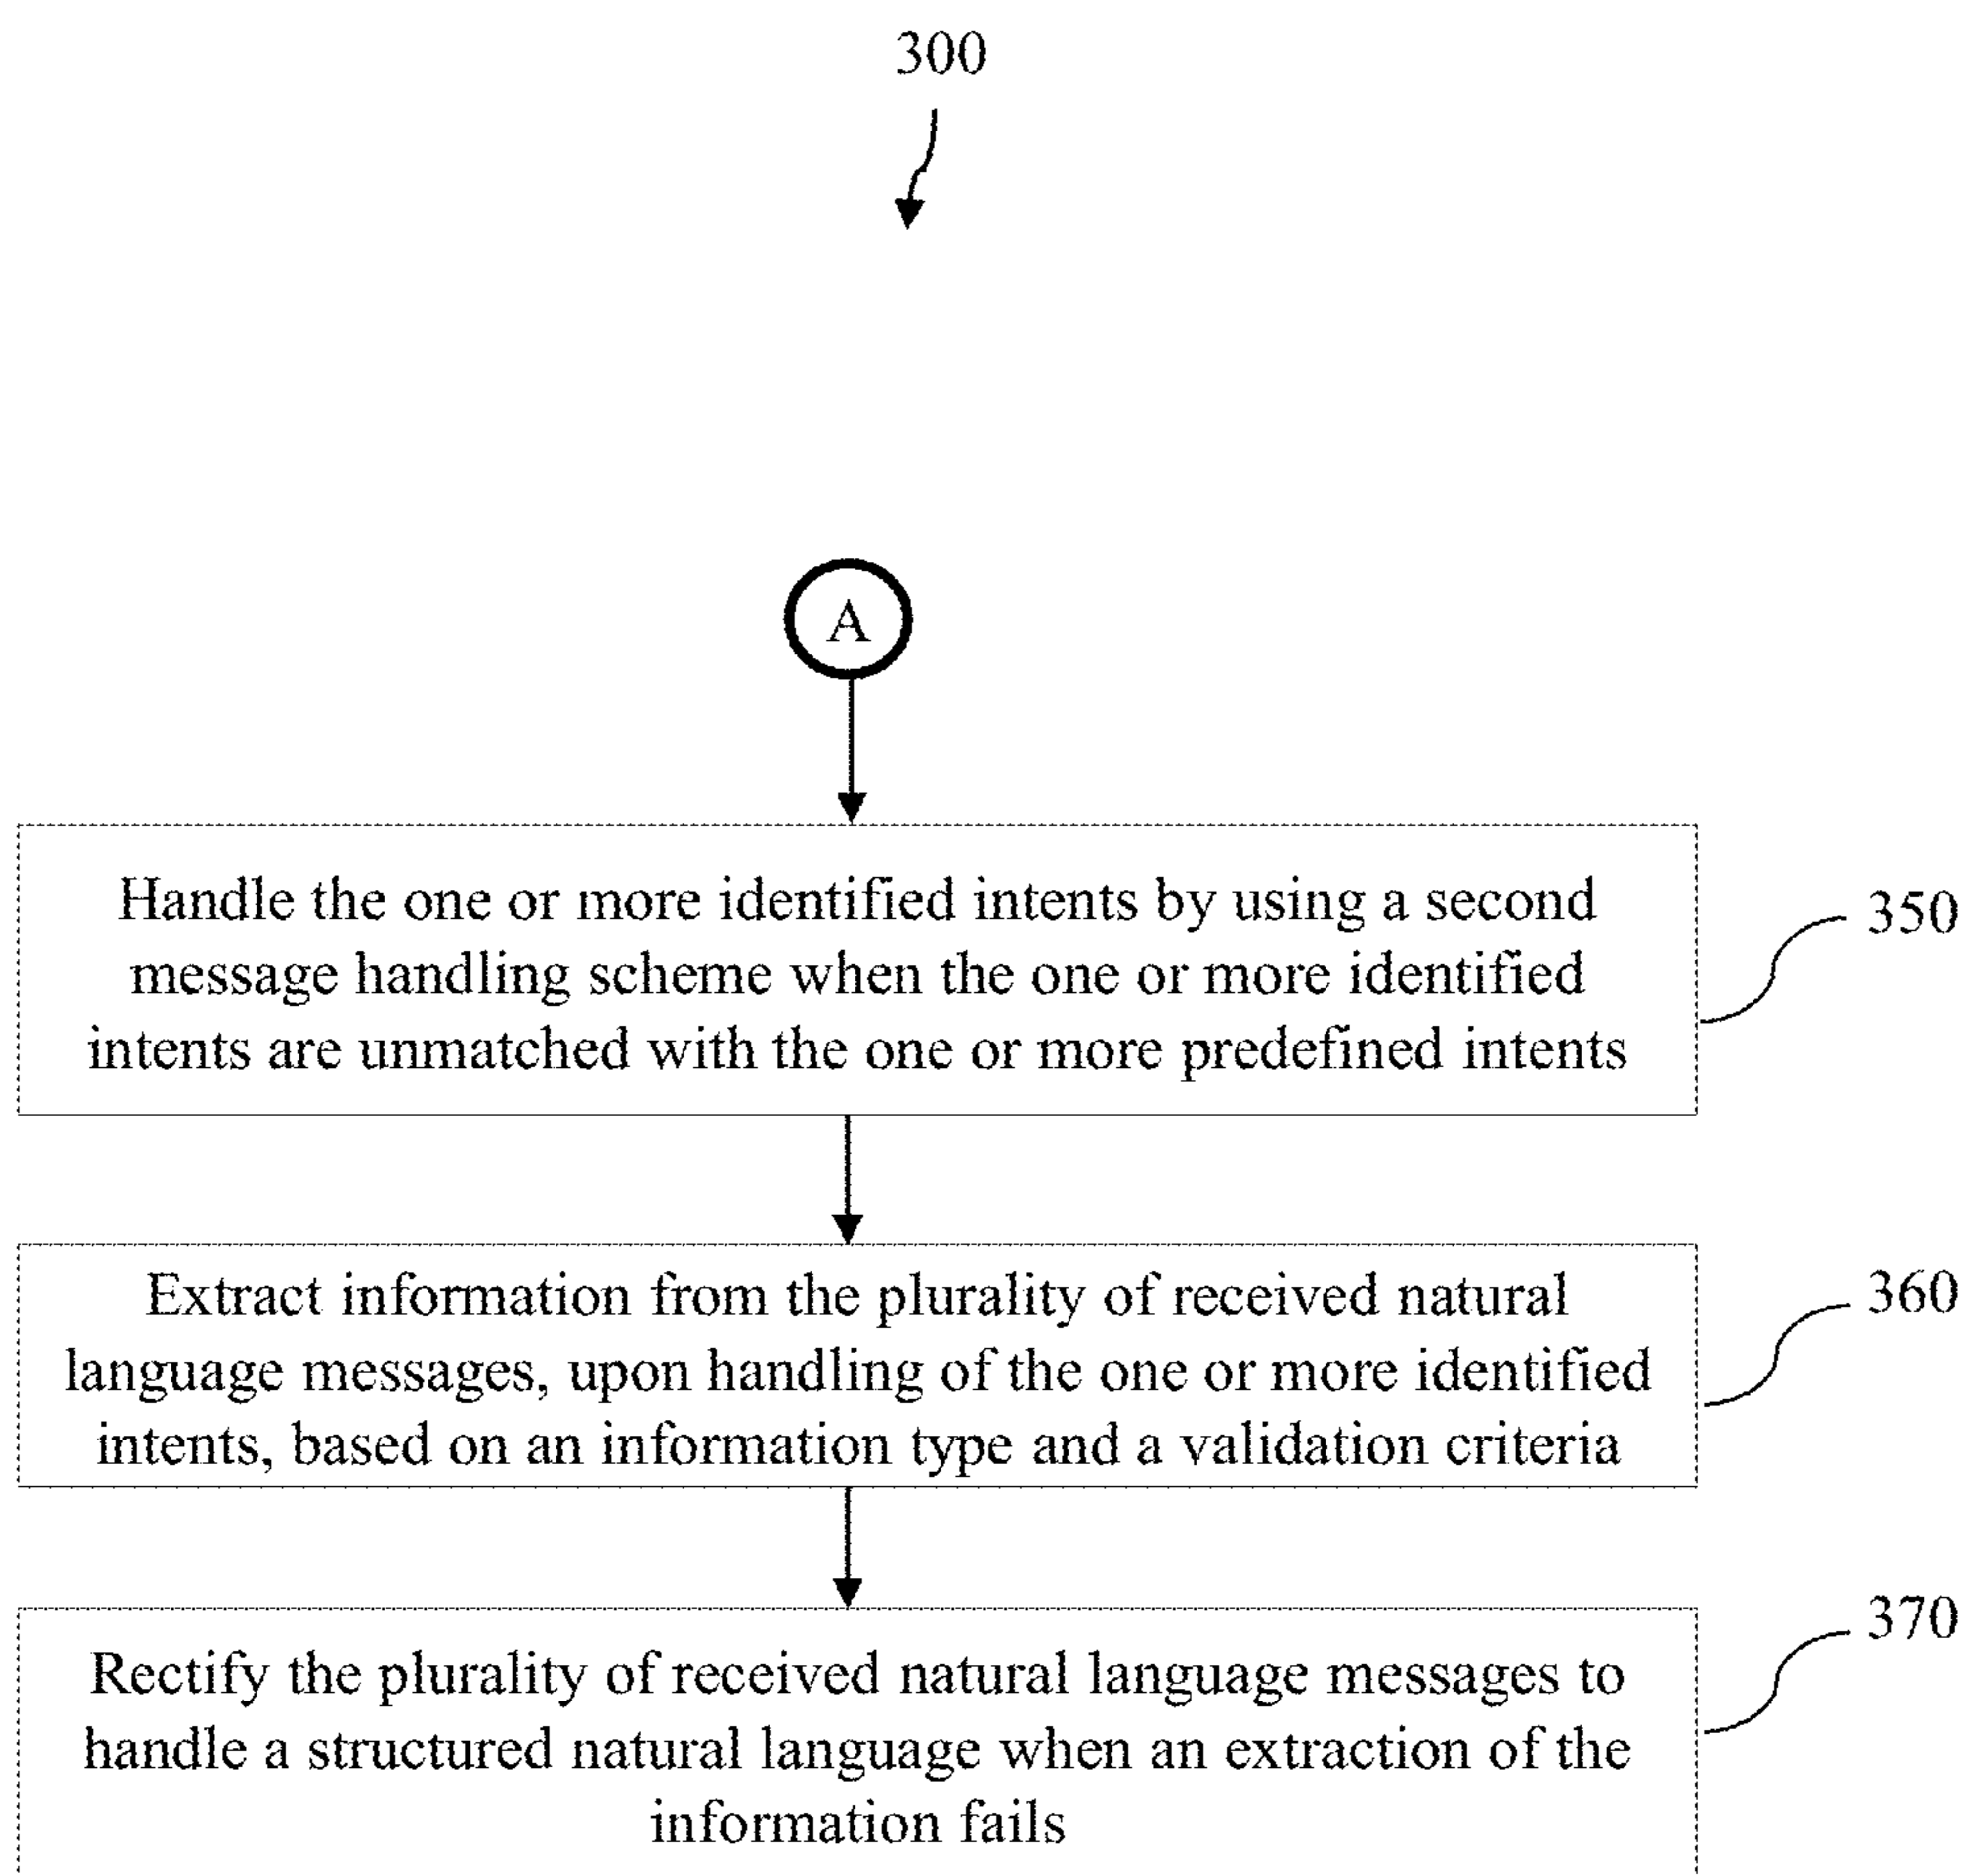 300
A
Handle the one or more identified intents by using a second
message handling scheme when the one or more identified
intents are unmatched with the one or more predefined intents
350
Extract information from the plurality of received natural
language messages, upon handling of the one or more identified
intents, based on an information type and a validation criteria
360
Rectify the plurality of received natural language messages to
handle a structured natural language when an extraction of the
information fails
370